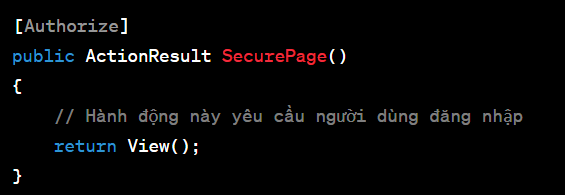 [Authorize]
public ActionResult SecurePage()
{
    // Hành động này yêu cầu người dùng đăng nhập
    return View();
}